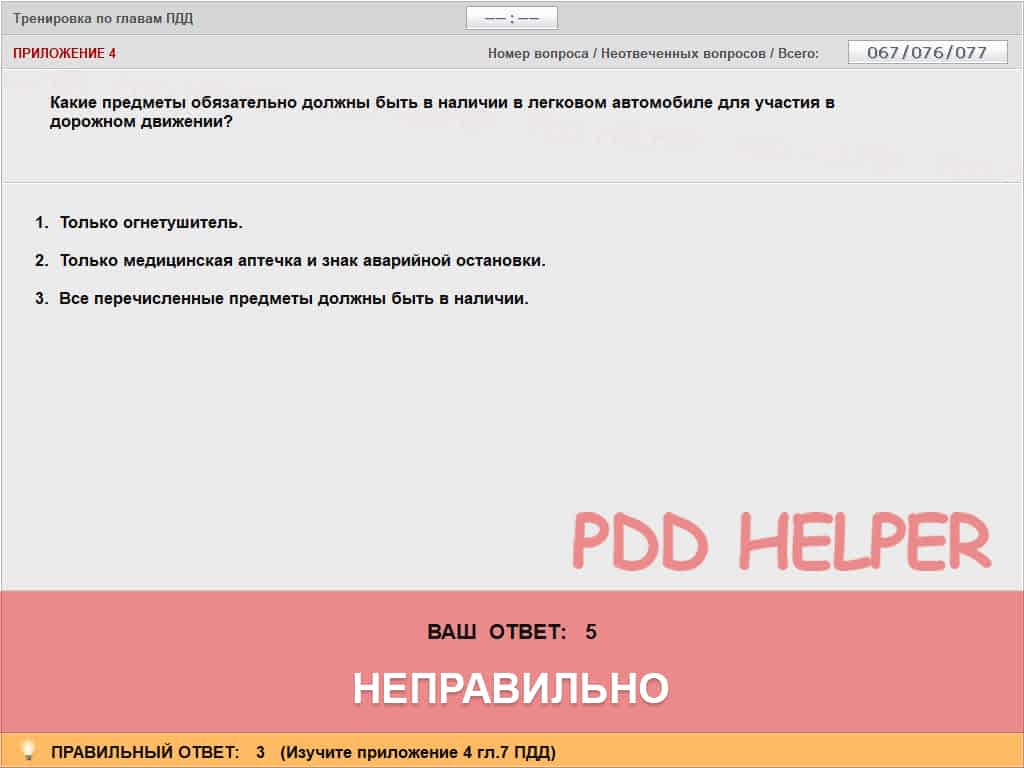 Тренировка по главам ПДД
—— : ——
ПРИЛОЖЕНИЕ 4
Номер вопроса / Неотвеченных вопросов / Всего:
067/076/077
Какие предметы обязательно должны быть в наличии в легковом автомобиле для участия в
дорожном движении?
1. Только огнетушитель.
2. Только медицинская аптечка и знак аварийной остановки.
3. Все перечисленные предметы должны быть в наличии.
PDD HELPER
ВАШ ОТВЕТ: 5
НЕПРАВИЛЬНО
ПРАВИЛЬНЫЙ ОТВЕТ: 3 (Изучите приложение 4 гл.7 ПДД)